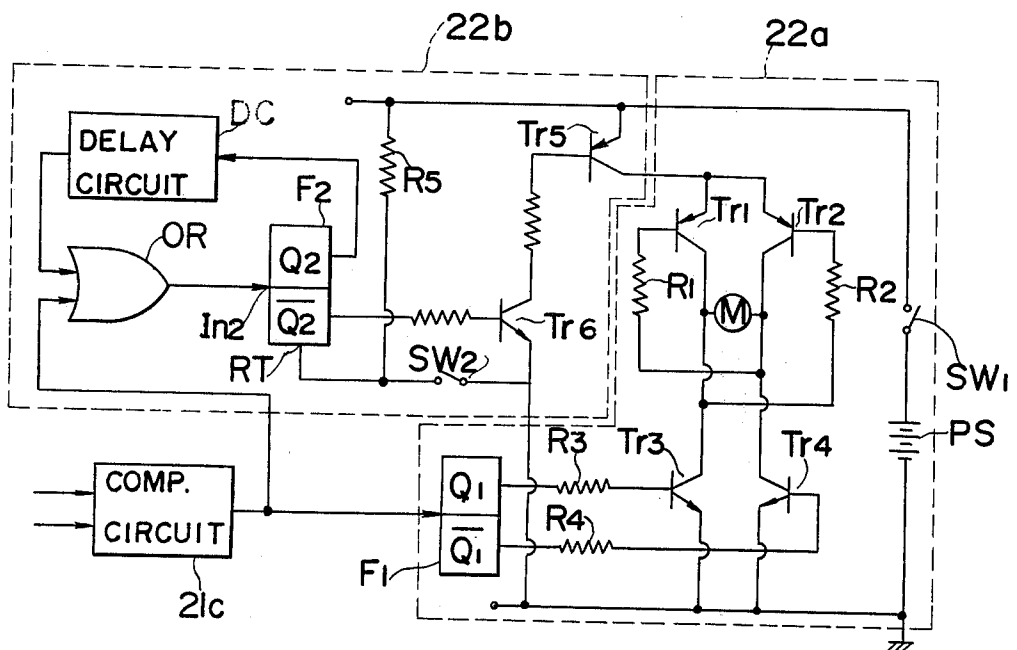 22b
22a
DC
DELAY
CIRCUIT
Tr5
R5
F2
OR
Q2
Tr1
Tr2
R1
M
R2
In2
Q2
Tr6
SW2
RT
SW1
PS
R3
Tr3
Tr4
COMP.
CIRCUIT
Q1
R4
Q1
F1
21c